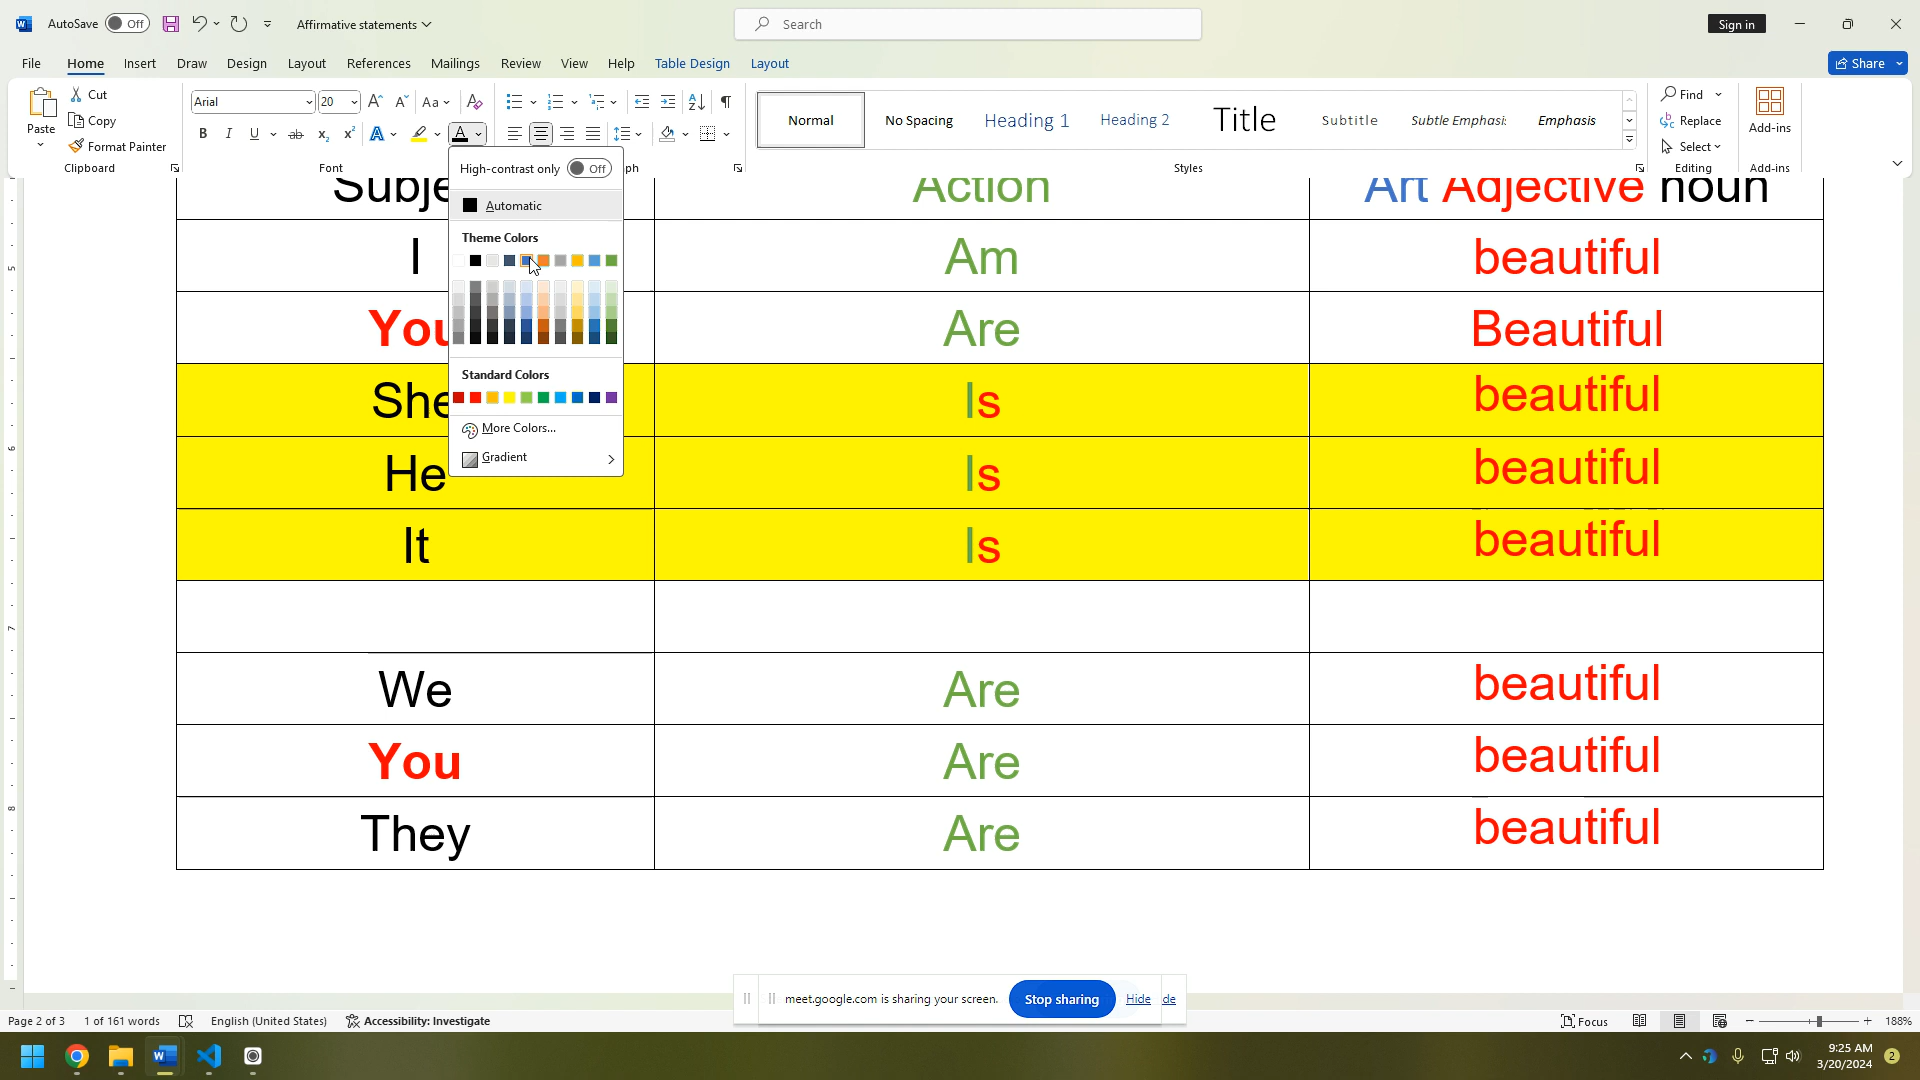 AutoSave Off Affirmative statements Search Sign in
File Home Insert Draw Design Layout References Mailings Review View Help Table Design Layout Share
Paste Cut Copy Format Painter Clipboard
Arial 20 Aa Font
Normal No Spacing Heading 1 Heading 2 Title Subtitle Subtle Emphasis Emphasis Styles
Find Replace Select Editing
Add-ins Add-ins
High-contrast only Off
Automatic
Theme Colors
Standard Colors
More Colors...
Gradient
Subje Action Art Adjective noun
I Am beautiful
You Are Beautiful
She Is beautiful
He Is beautiful
It Is beautiful
We Are beautiful
You Are beautiful
They Are beautiful
meet.google.com is sharing your screen. Stop sharing Hide de
Page 2 of 3 1 of 161 words English (United States) Accessibility: Investigate Focus 188%
9:25 AM
3/20/2024
2